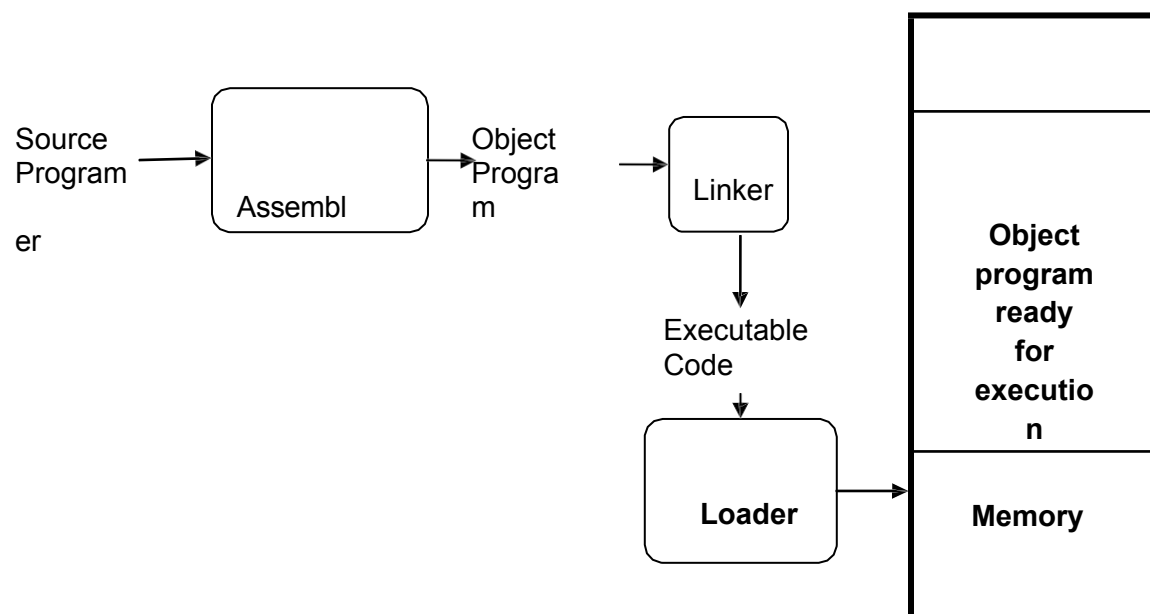 Source
Program
er
Assembl
Object
Progra
m
Linker
Executable
Code
Loader
Object
program
ready
for
executio
n
Memory